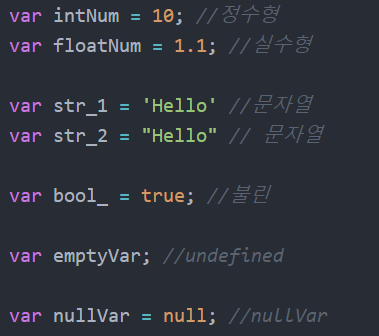 var intNum = 10; //정수형
var floatNum = 1.1; //실수형
var str_1 = 'Hello' //문자열
var str_2 = "Hello" // 문자열
var bool_ = true; //불린
var emptyVar; //undefined
var nullVar = null; //nullVar